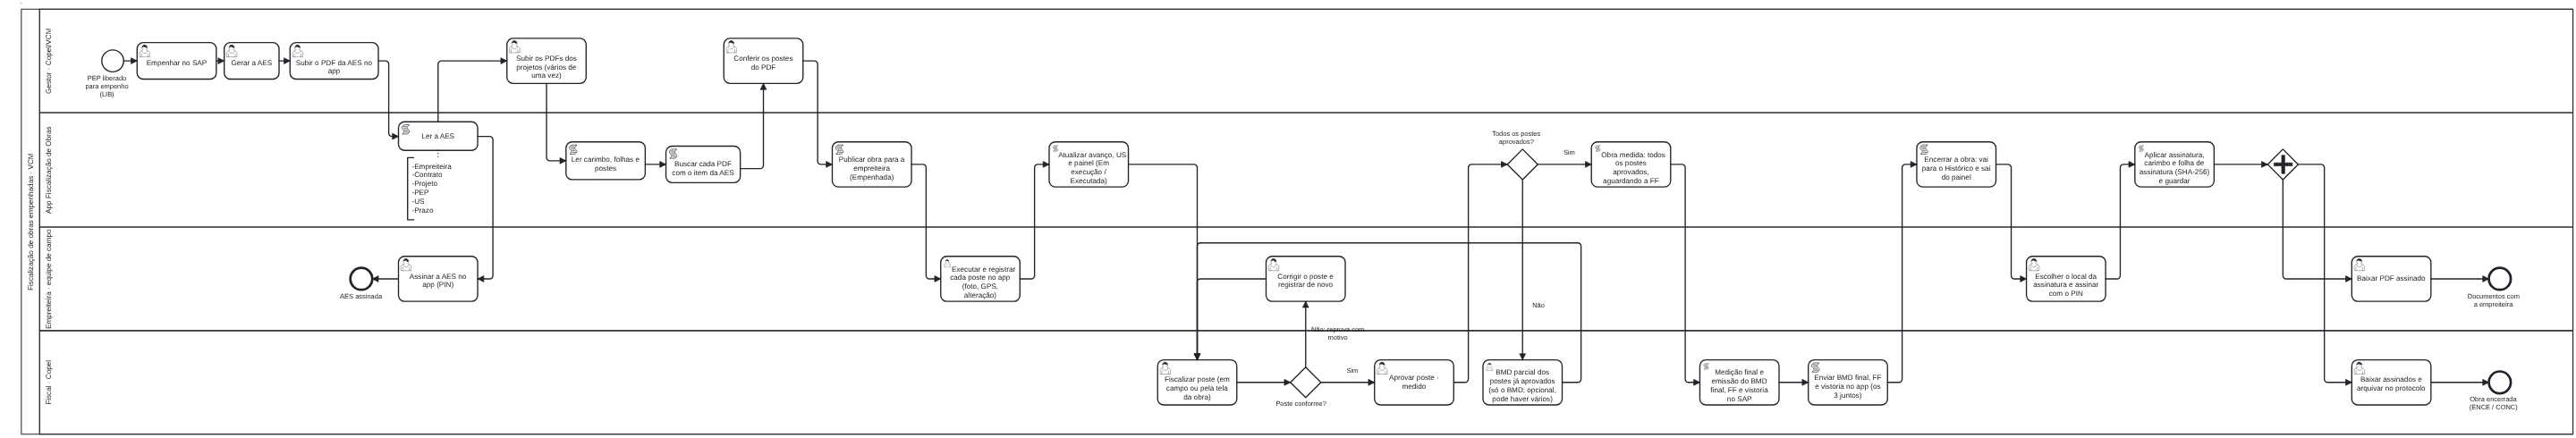 Fiscalização de obras empenhadas - VCM
Gestor - Copel/VCM
PEP liberado
para empenho
(LIB)
Empenhar no SAP
Gerar a AES
Subir o PDF da AES no
app
Subir os PDFs dos
projetos (vários de
uma vez)
Conferir os postes
do PDF
App Fiscalização de Obras
Ler a AES
-Empreiteira
-Contrato
-Projeto
-PEP
-US
-Prazo
Ler carimbo, folhas e
postes
Buscar cada PDF
com o item da AES
Publicar obra para a
empreiteira
(Empenhada)
Atualizar avanço, US
e painel (Em
execução /
Executada)
Todos os postes
aprovados?
Sim
Não
Obra medida: todos
os postes
aprovados,
aguardando a FF
Encerrar a obra: vai
para o Histórico e sai
do painel
Aplicar assinatura,
carimbo e folha de
assinatura (SHA-256)
e guardar
Empreiteira - equipe de campo
AES assinada
Assinar a AES no
app (PIN)
Executar e registrar
cada poste no app
(foto, GPS,
alteração)
Corrigir o poste e
registrar de novo
Não: reprova com
motivo
Escolher o local da
assinatura e assinar
com o PIN
Baixar PDF assinado
Documentos com
a empreiteira
Fiscal - Copel
Fiscalizar poste (em
campo ou pela tela
da obra)
Poste conforme?
Sim
Aprovar poste -
medido
BMD parcial dos
postes já aprovados
(só o BMD; opcional,
pode haver vários)
Medição final e
emissão do BMD
final, FF e vistoria
no SAP
Enviar BMD final, FF
e vistoria no app (os
3 juntos)
Baixar assinados e
arquivar no protocolo
Obra encerrada
(ENCE / CONC)